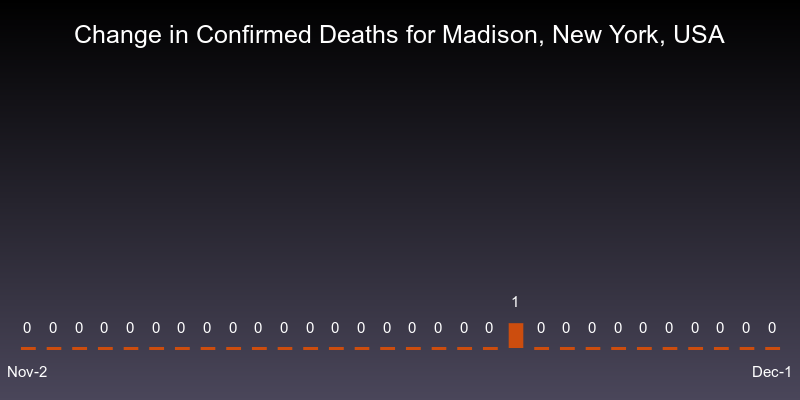 Change in Confirmed Deaths for Madison, New York, USA
1
0 0 0 0 0 0 0 0 0 0 0 0 0 0 0 0 0 0 0 0 0 0 0 0 0 0 0 0 0
Nov-2 Dec-1